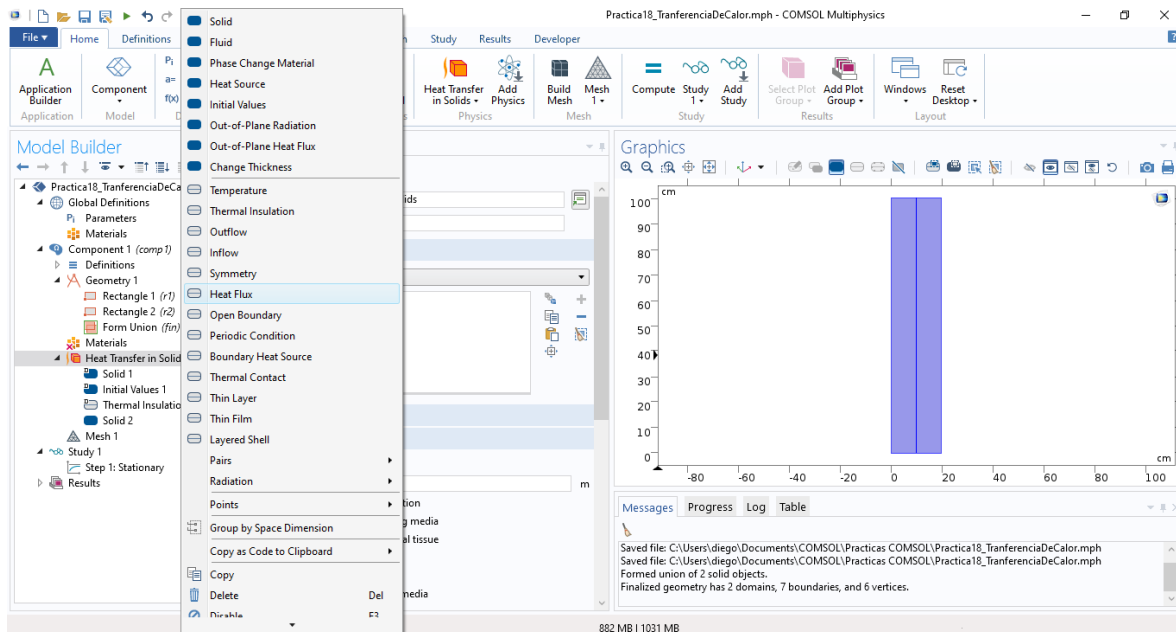 Practica18_TranferenciaDeCalor.mph - COMSOL Multiphysics
File Home Definitions Study Results Developer
Application Builder
Component
Pi
a=
f(x)
Heat Transfer in Solids
Add Physics
Build Mesh
Mesh 1
Compute
Study 1
Add Study
Select Plot Group
Add Plot Group
Windows
Reset Desktop
Application Model Physics Mesh Study Results Layout
Model Builder
Practica18_TranferenciaDeCa
Global Definitions
Pi Parameters
Materials
Component 1 (comp1)
Definitions
Geometry 1
Rectangle 1 (r1)
Rectangle 2 (r2)
Form Union (fin)
Materials
Heat Transfer in Solid
Solid 1
Initial Values 1
Thermal Insulatio
Solid 2
Mesh 1
Study 1
Step 1: Stationary
Results
Solid
Fluid
Phase Change Material
Heat Source
Initial Values
Out-of-Plane Radiation
Out-of-Plane Heat Flux
Change Thickness
Temperature
Thermal Insulation
Outflow
Inflow
Symmetry
Heat Flux
Open Boundary
Periodic Condition
Boundary Heat Source
Thermal Contact
Thin Layer
Thin Film
Layered Shell
Pairs
Radiation
Points
Group by Space Dimension
Copy as Code to Clipboard
Copy
Delete Del
Disable F3
ids
m
tion
g media
al tissue
media
Graphics
cm
100
90
80
70
60
50
40
30
20
10
0
cm
-80 -60 -40 -20 0 20 40 60 80 100
Messages Progress Log Table
Saved file: C:\Users\diego\Documents\COMSOL\Practicas COMSOL\Practica18_TranferenciaDeCalor.mph
Saved file: C:\Users\diego\Documents\COMSOL\Practicas COMSOL\Practica18_TranferenciaDeCalor.mph
Formed union of 2 solid objects.
Finalized geometry has 2 domains, 7 boundaries, and 6 vertices.
882 MB | 1031 MB